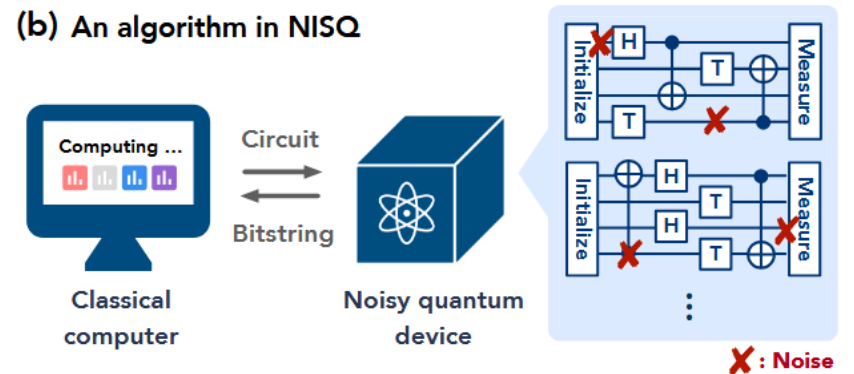 (b) An algorithm in NISQ
Computing ...
Circuit
Bitstring
Classical
computer
Noisy quantum
device
Initialize
H
T
T
Measure
Initialize
H
T
H
T
Measure
: Noise